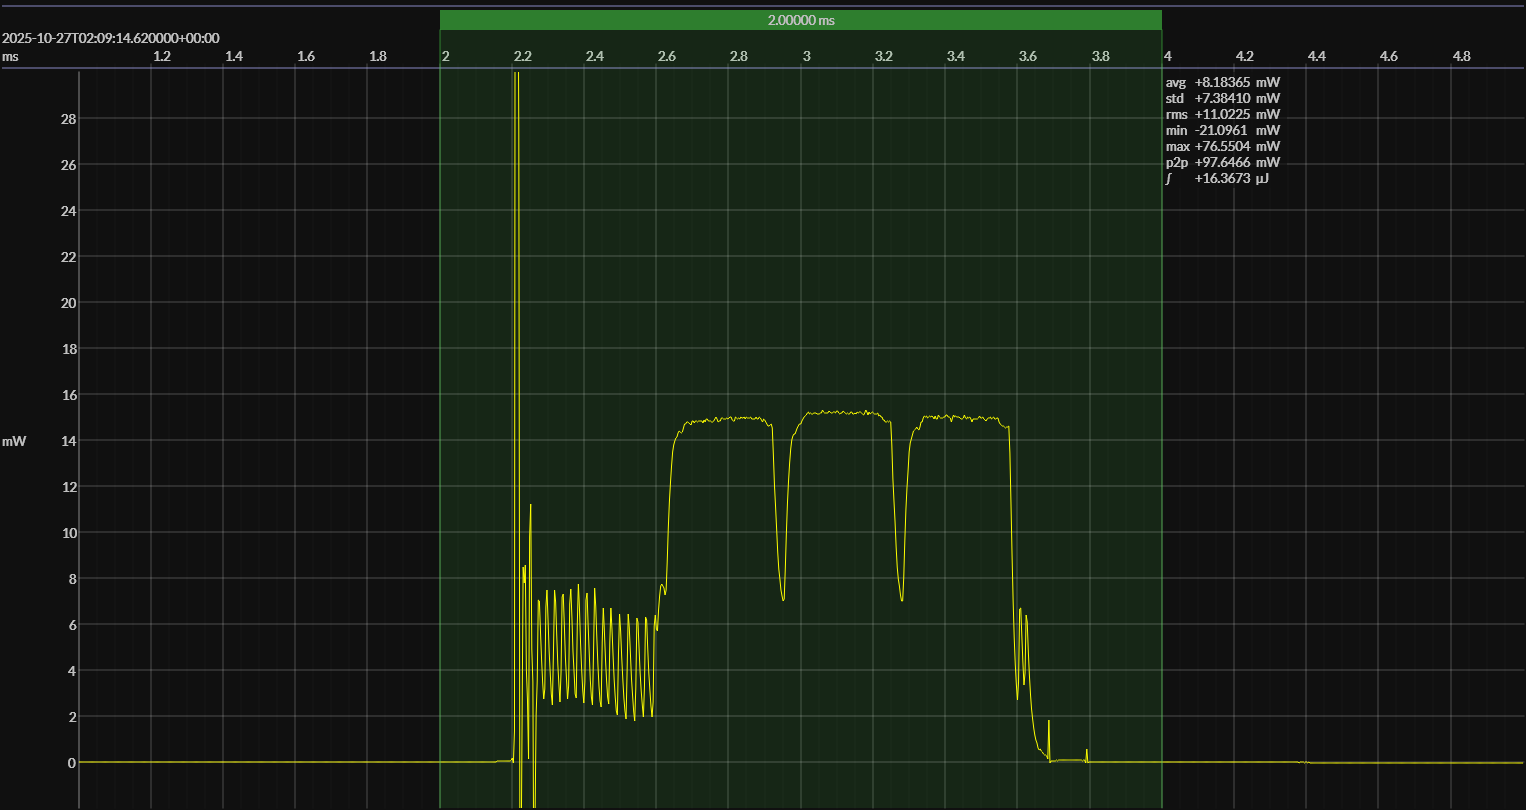 2.00000 ms
2025-10-27T02:09:14.620000+00:00
ms 1.2 1.4 1.6 1.8 2 2.2 2.4 2.6 2.8 3 3.2 3.4 3.6 3.8 4 4.2 4.4 4.6 4.8
avg +8.18365 mW
std +7.38410 mW
rms +11.0225 mW
min -21.0961 mW
max +76.5504 mW
p2p +97.6466 mW
∫ +16.3673 µJ
28
26
24
22
20
18
16
14
mW
12
10
8
6
4
2
0